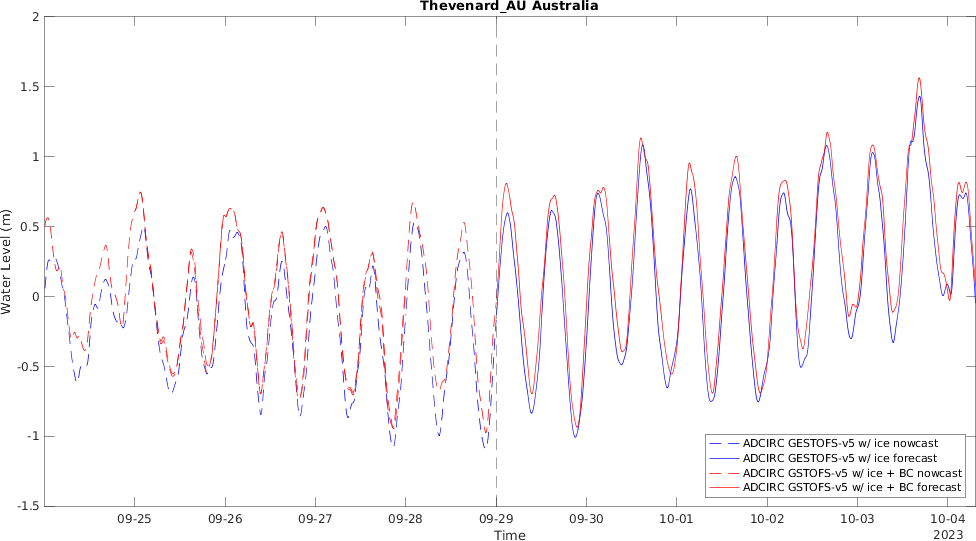 Thevenard_AU Australia
2
1.5
1
0.5
0
-0.5
-1
-1.5
Water Level (m)
09-25 09-26 09-27 09-28 09-29 09-30 10-01 10-02 10-03 10-04
2023
Time
ADCIRC GESTOFS-v5 w/ ice nowcast
ADCIRC GESTOFS-v5 w/ ice forecast
ADCIRC GSTOFS-v5 w/ ice + BC nowcast
ADCIRC GSTOFS-v5 w/ ice + BC forecast